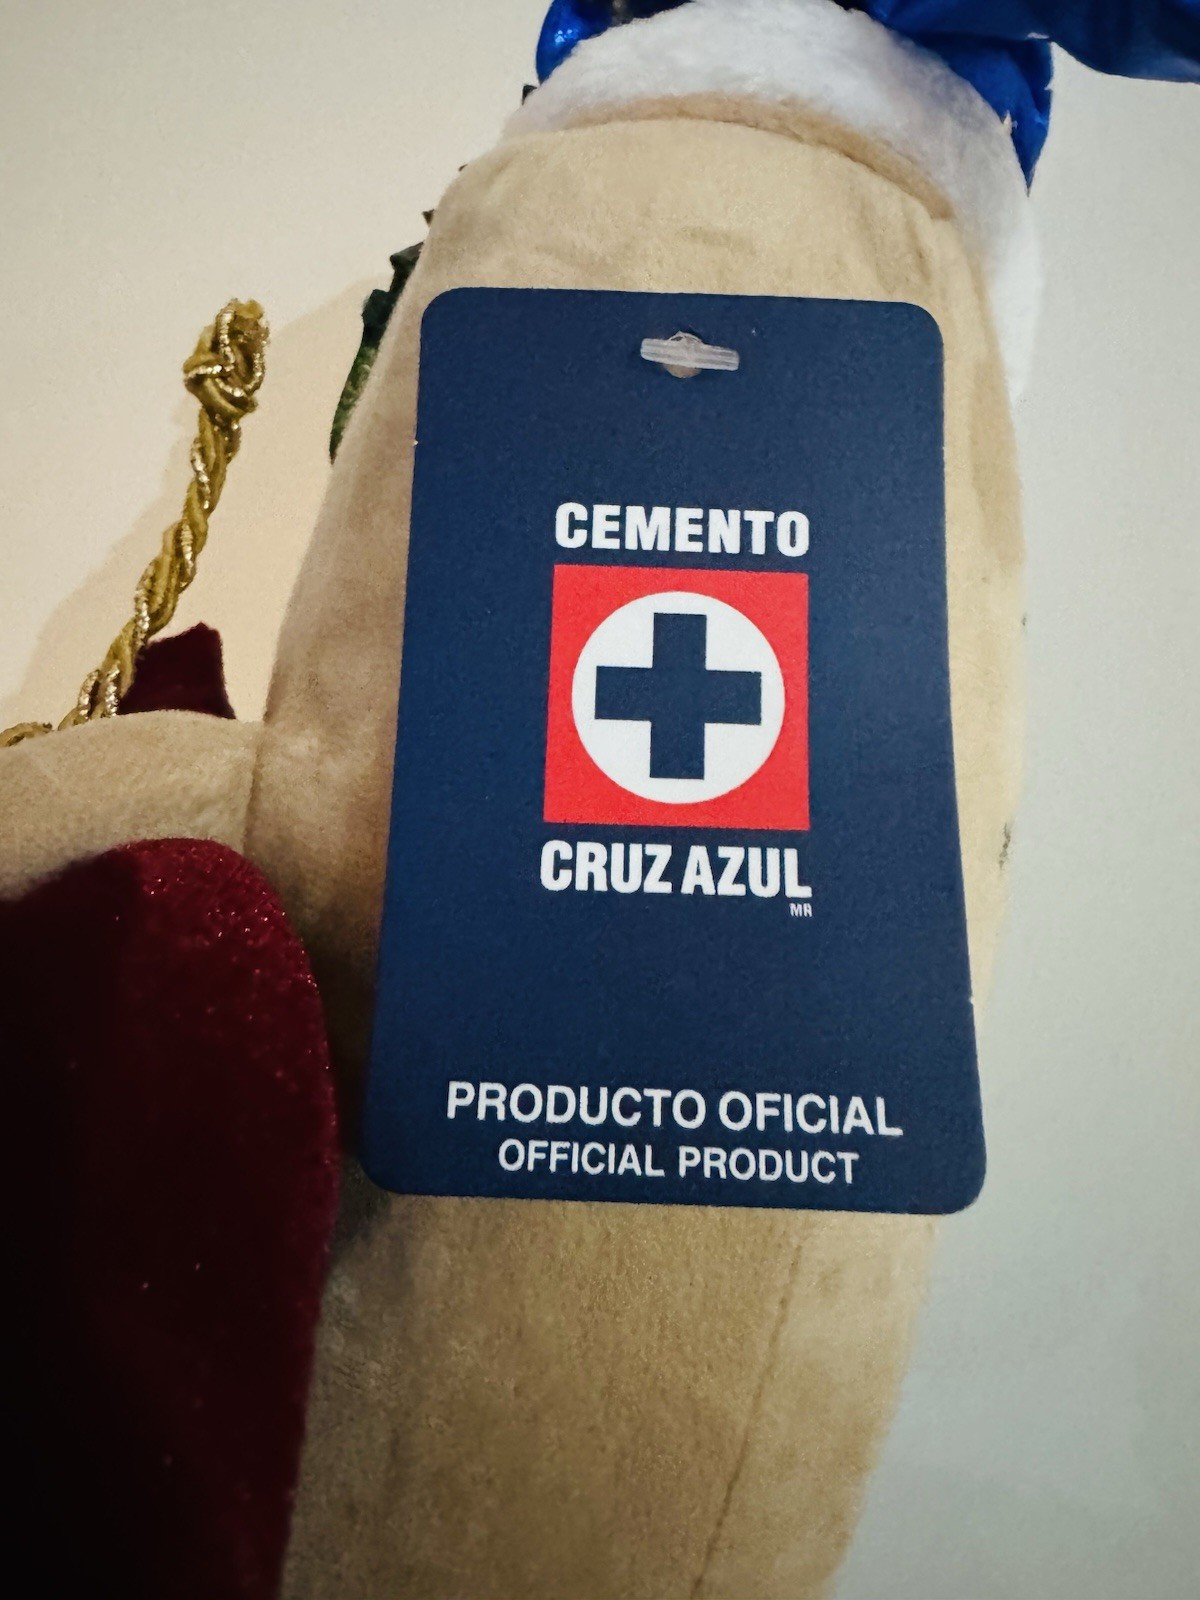 CEMENTO
CRUZ AZUL
MR
PRODUCTO OFICIAL
OFFICIAL PRODUCT